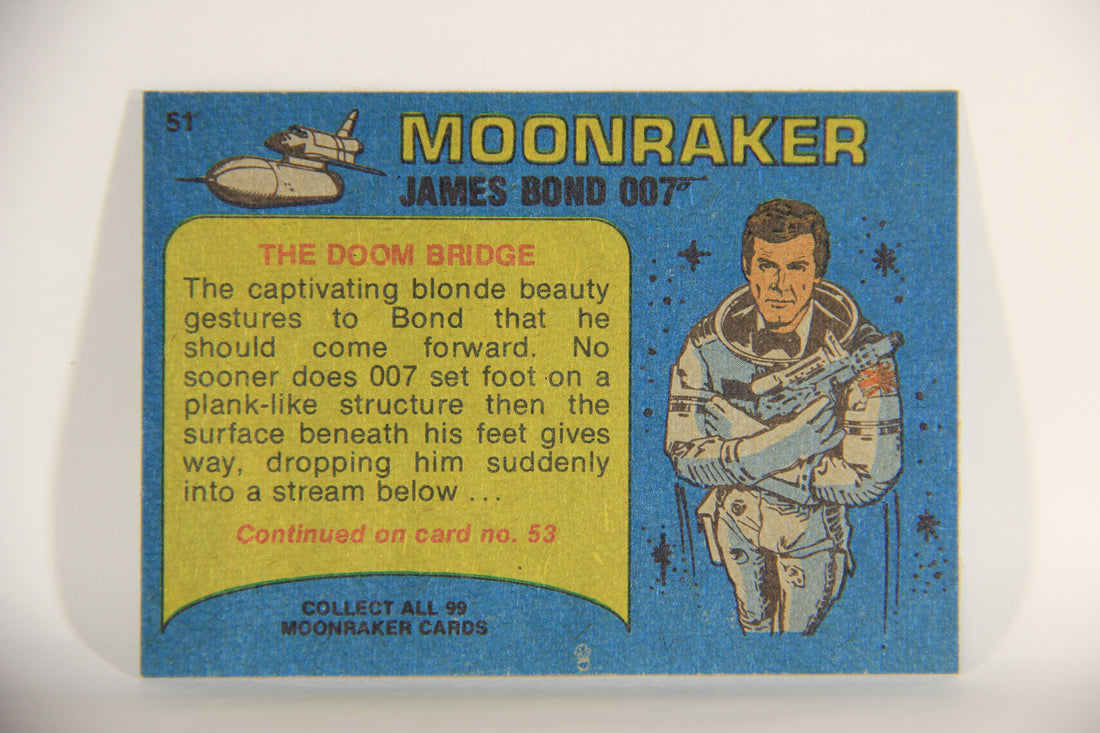 51
MOONRAKER
JAMES BOND 007
THE DOOM BRIDGE
The captivating blonde beauty
gestures to Bond that he
should come forward. No
sooner does 007 set foot on a
plank-like structure then the
surface beneath his feet gives
way, dropping him suddenly
into a stream below ...
Continued on card no. 53
COLLECT ALL 99
MOONRAKER CARDS